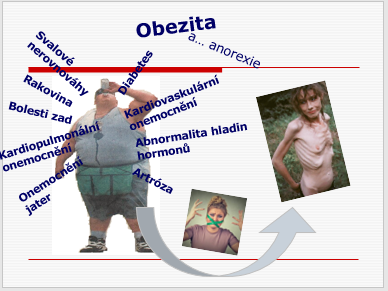 Obezita
a... anorexie
Svalové
nerovnováhy
Diabetes
Rakovina
Kardiovaskulární
onemocnění
Bolesti zad
Abnormalita hladin
hormonů
Kardiopulmonální
onemocnění
Artróza
Onemocnění
jater